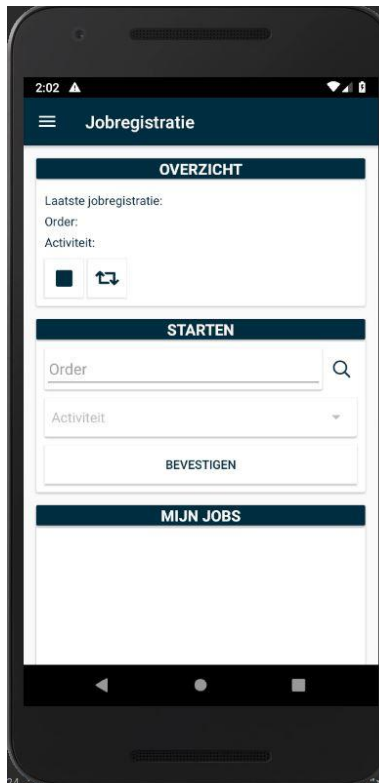 2:02
Jobregistratie
OVERZICHT
Laatste jobregistratie:
Order:
Activiteit:
STARTEN
Order
Activiteit
BEVESTIGEN
MIJN JOBS